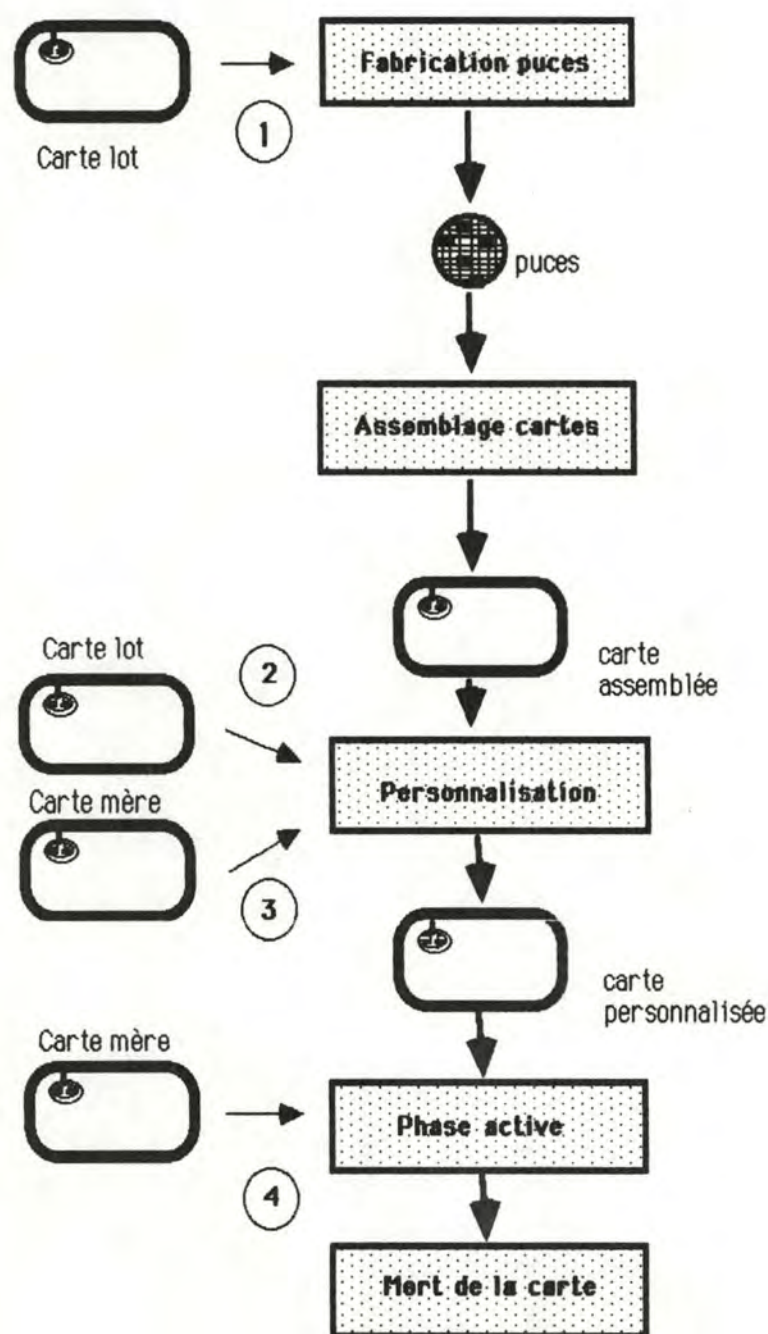 Fabrication puces
1
Carte lot
puces
Assemblage cartes
Carte lot
2
carte
assemblée
Personnalisation
Carte mère
3
carte
personnalisée
Carte mère
Phase active
4
Mort de la carte